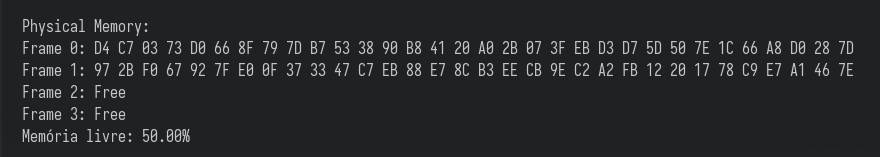 Physical Memory:
Frame 0: D4 C7 03 73 D0 66 8F 79 7D B7 53 38 90 B8 41 20 A0 2B 07 3F EB D3 D7 5D 50 7E 1C 66 A8 D0 28 7D
Frame 1: 97 2B F0 67 92 7F E0 0F 37 33 47 C7 EB 88 E7 8C B3 EE CB 9E C2 A2 FB 12 20 17 78 C9 E7 A1 46 7E
Frame 2: Free
Frame 3: Free
Memória livre: 50.00%